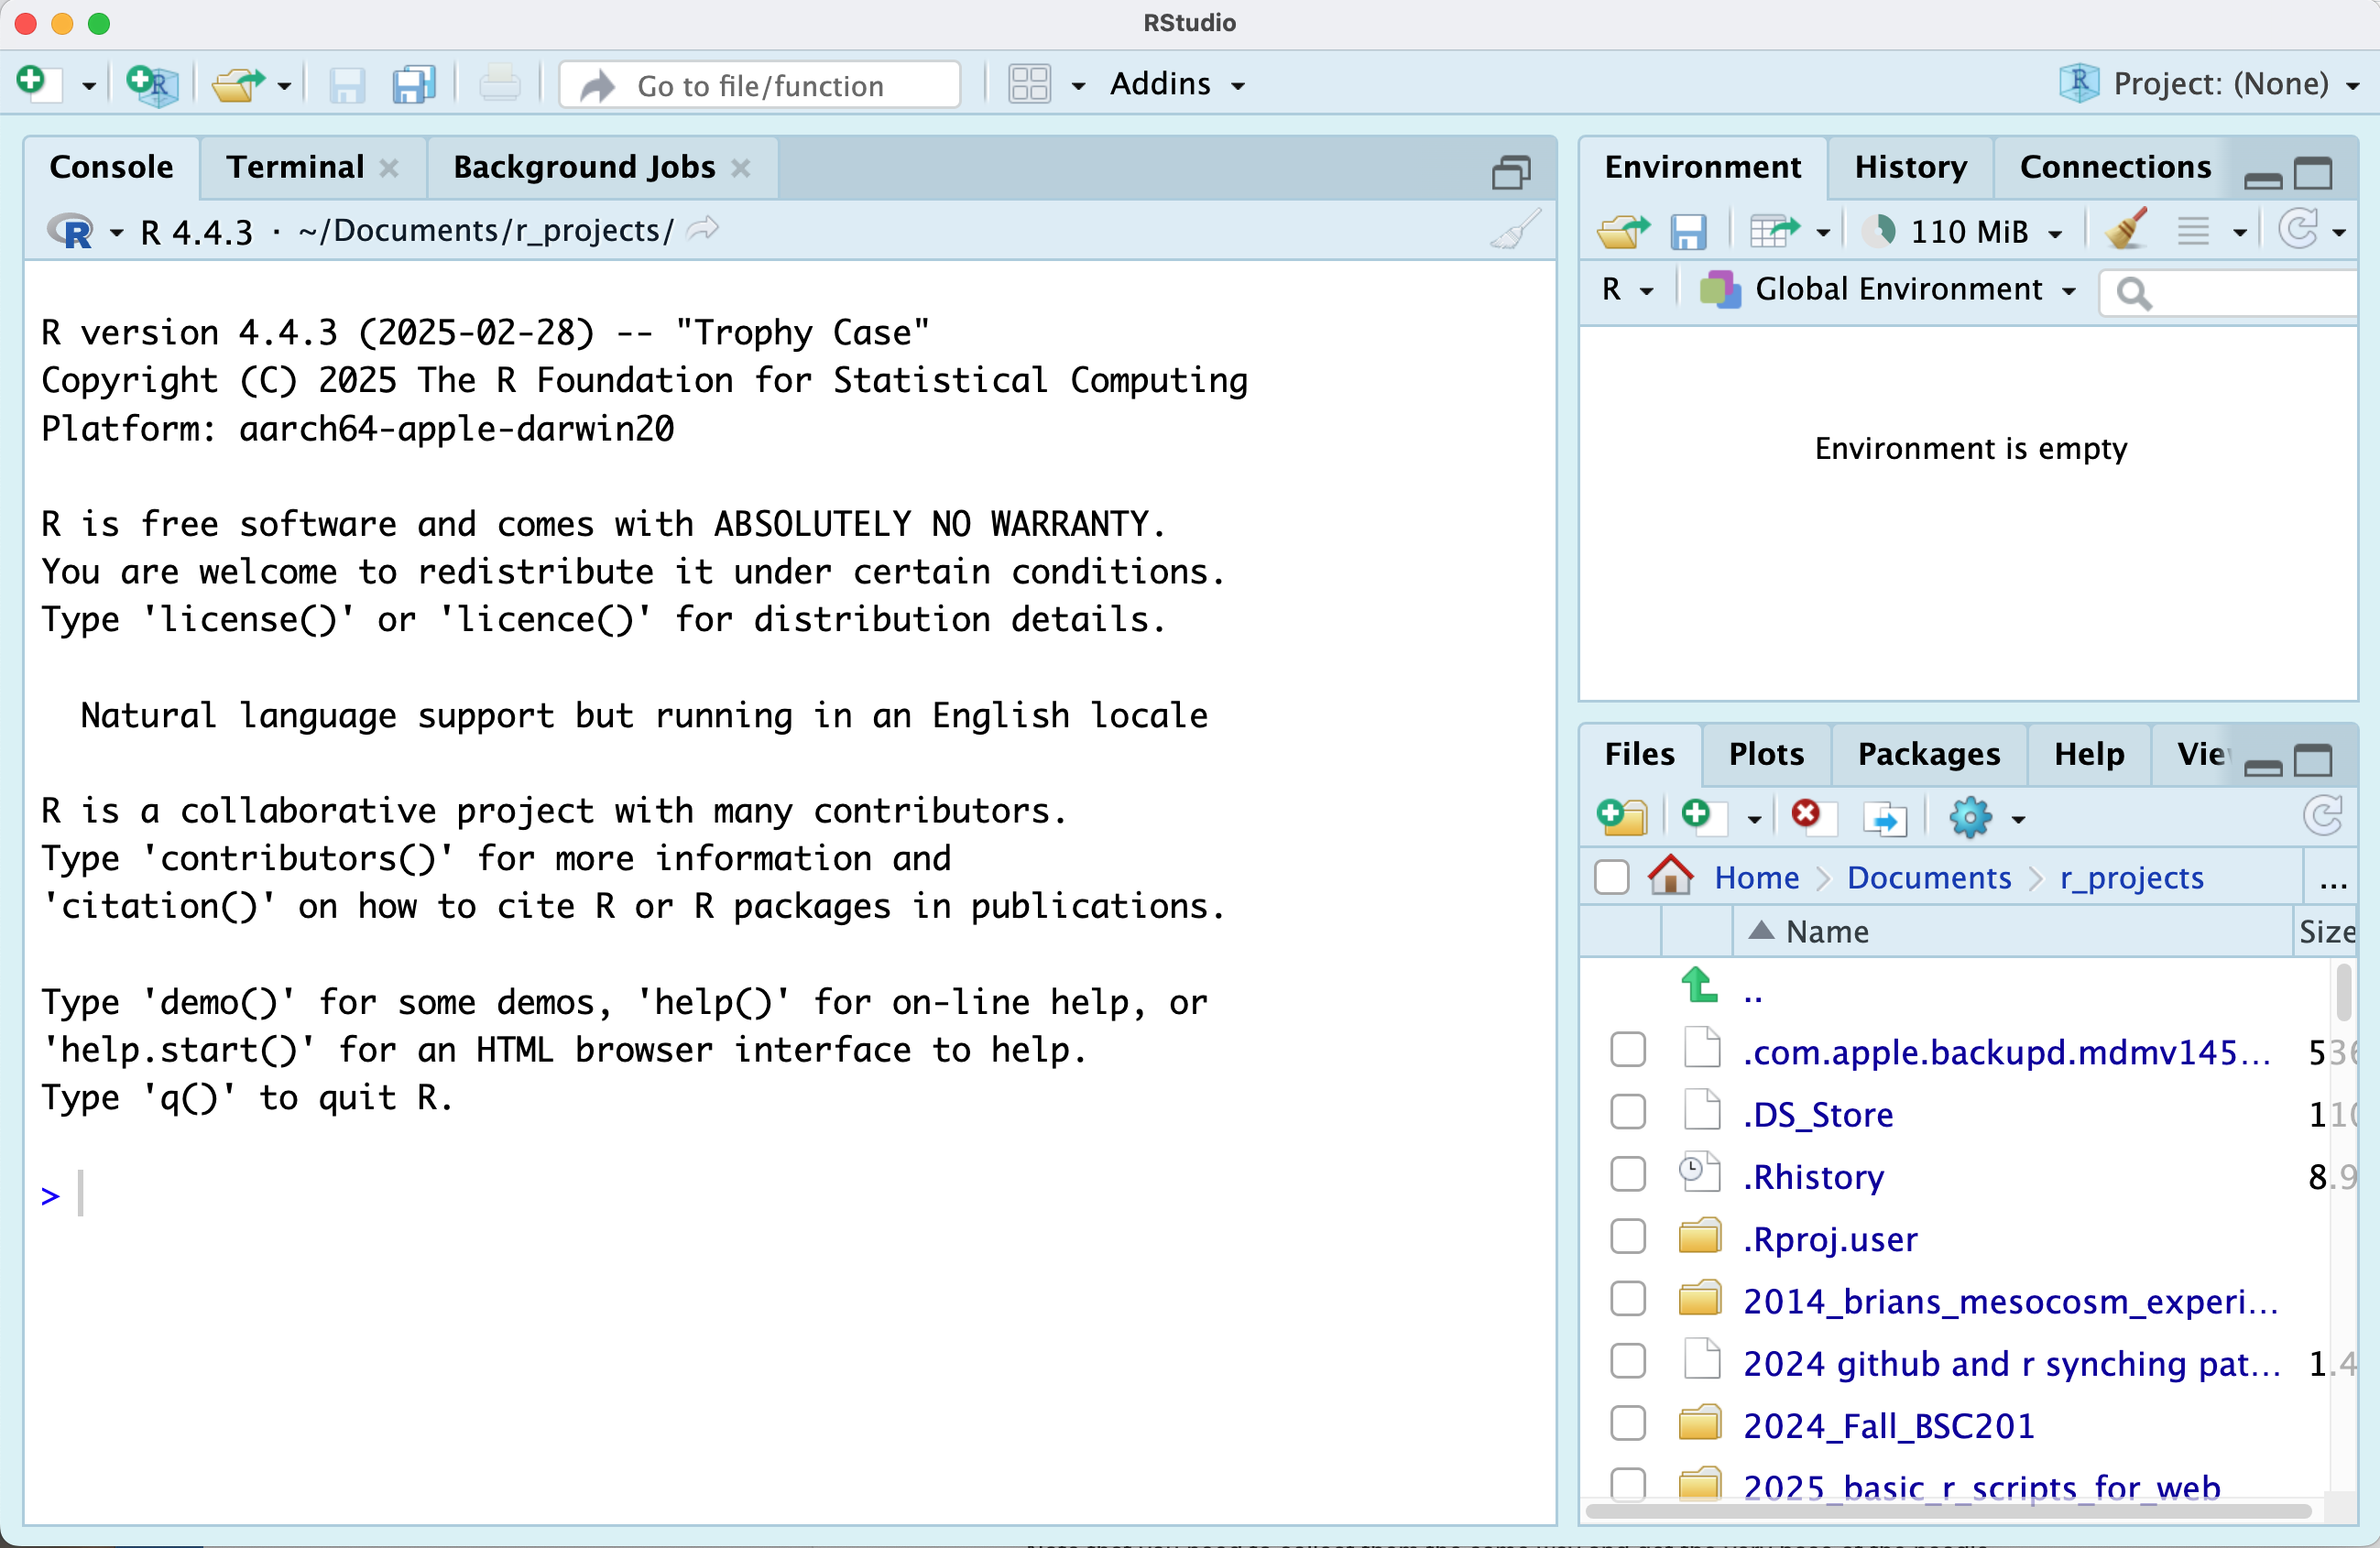 RStudio
Go to file/function
Addins
Project: (None)
Console
Terminal
Background Jobs
R 4.4.3 · ~/Documents/r_projects/
R version 4.4.3 (2025-02-28) -- "Trophy Case"
Copyright (C) 2025 The R Foundation for Statistical Computing
Platform: aarch64-apple-darwin20
R is free software and comes with ABSOLUTELY NO WARRANTY.
You are welcome to redistribute it under certain conditions.
Type 'license()' or 'licence()' for distribution details.
Natural language support but running in an English locale
R is a collaborative project with many contributors.
Type 'contributors()' for more information and
'citation()' on how to cite R or R packages in publications.
Type 'demo()' for some demos, 'help()' for on-line help, or
'help.start()' for an HTML browser interface to help.
Type 'q()' to quit R.
>
Environment
History
Connections
110 MiB
R
Global Environment
Environment is empty
Files
Plots
Packages
Help
Home
Documents
r_projects
...
Name
Size
..
.com.apple.backupd.mdmv145...
.DS_Store
.Rhistory
.Rproj.user
2014_brians_mesocosm_experi...
2024 github and r synching pat...
2024_Fall_BSC201
2025_basic_r_scripts_for_web